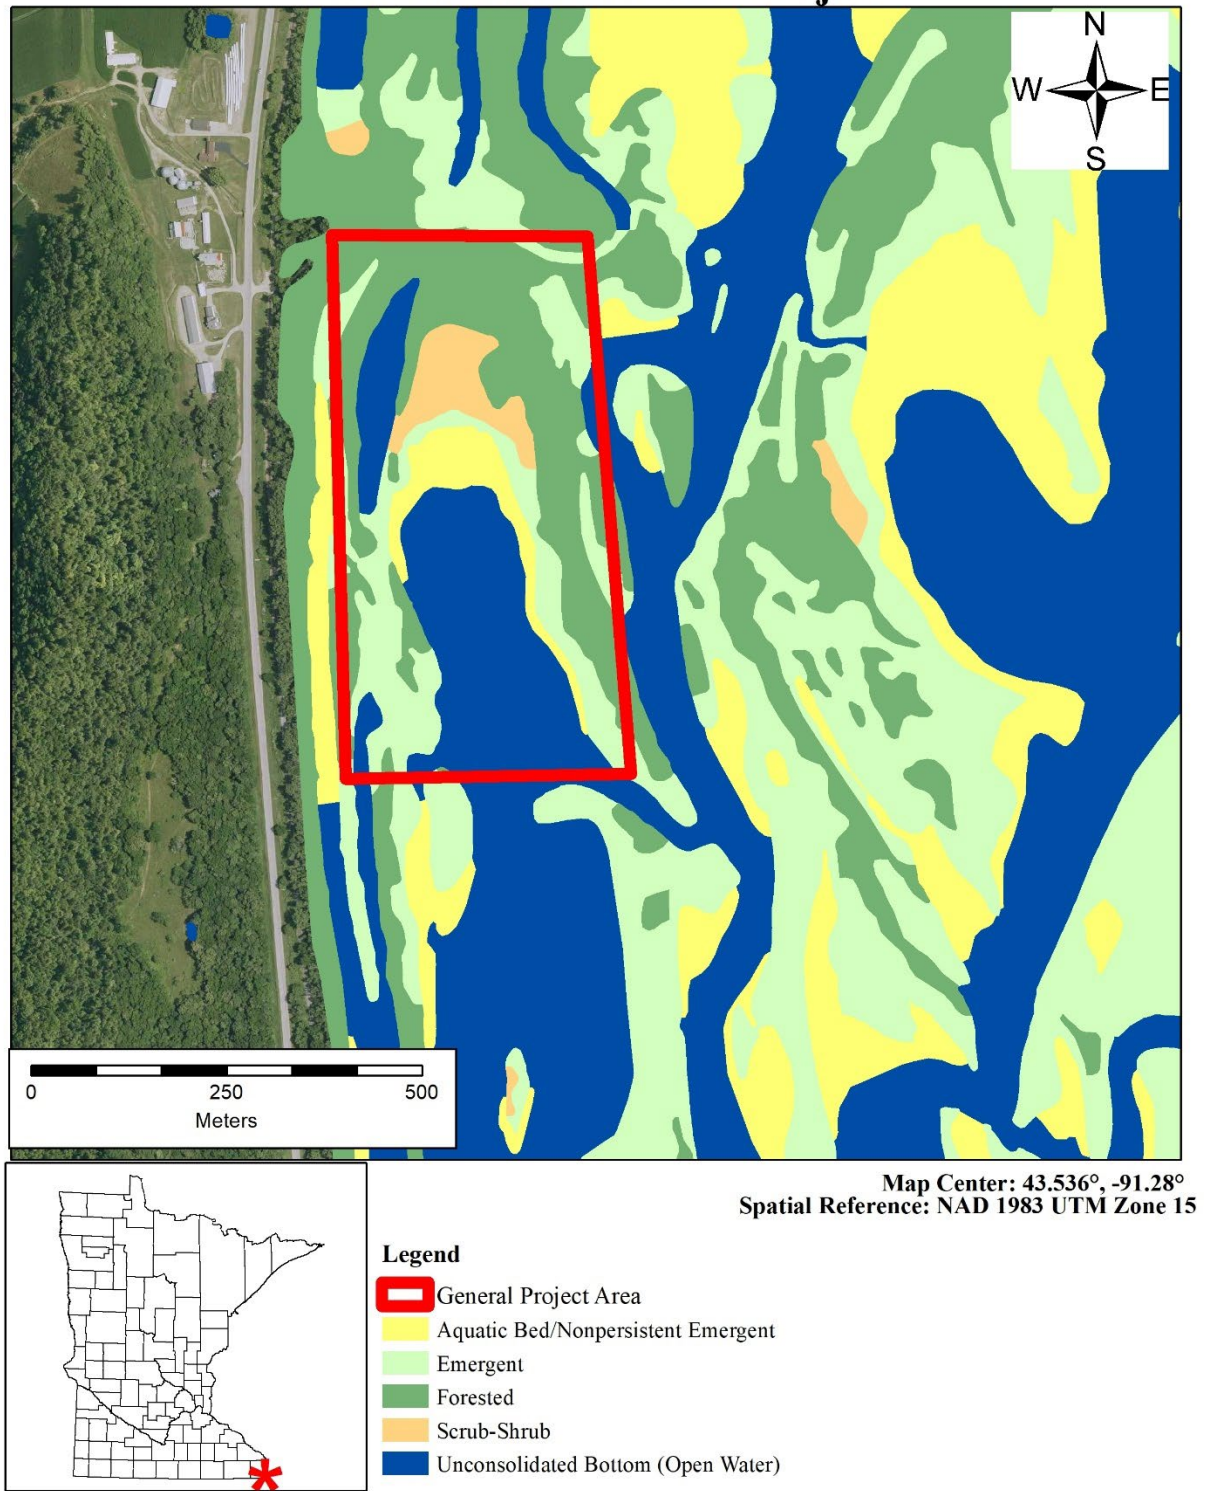 N
W E
S
0 250 500
Meters
Map Center: 43.536°, -91.28°
Spatial Reference: NAD 1983 UTM Zone 15
Legend
General Project Area
Aquatic Bed/Nonpersistent Emergent
Emergent
Forested
Scrub-Shrub
Unconsolidated Bottom (Open Water)